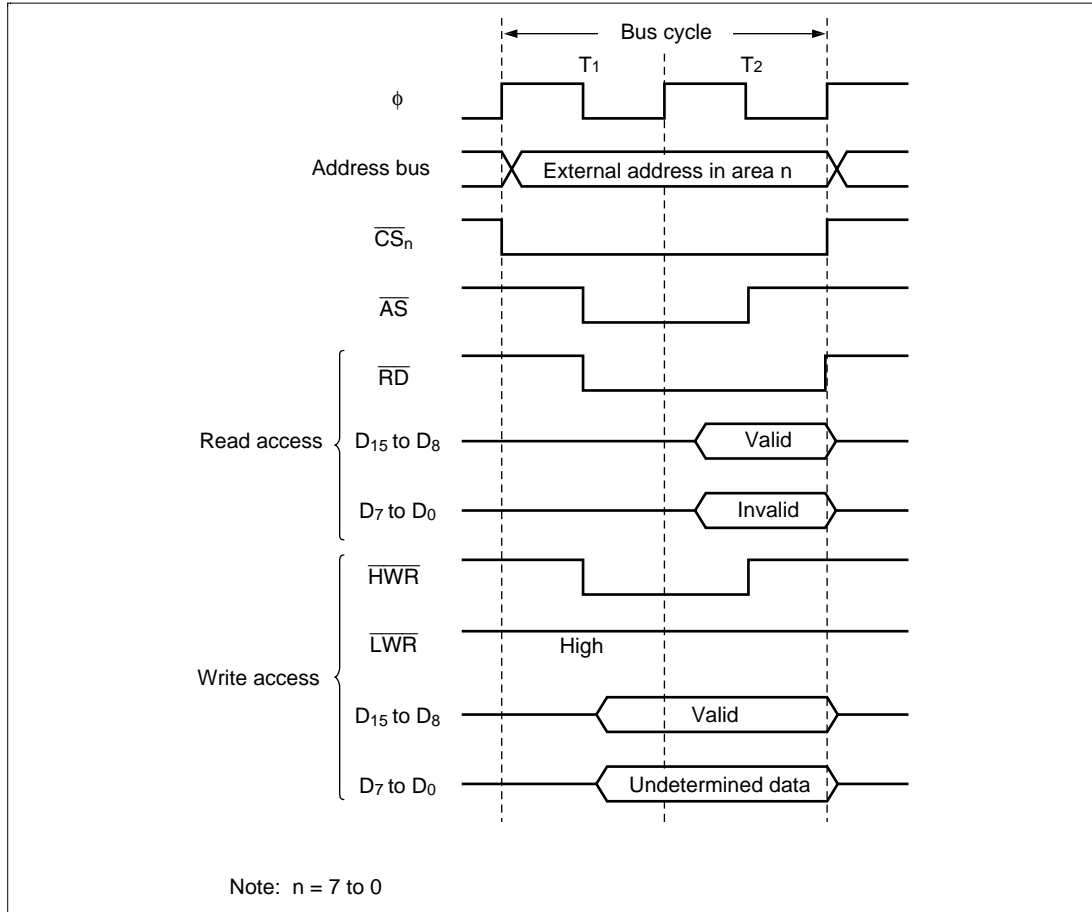 Bus cycle
T1 T2
ϕ
Address bus External address in area n
CSn
AS
RD
Read access D15 to D8 Valid
D7 to D0 Invalid
HWR
LWR High
Write access D15 to D8 Valid
D7 to D0 Undetermined data
Note: n = 7 to 0